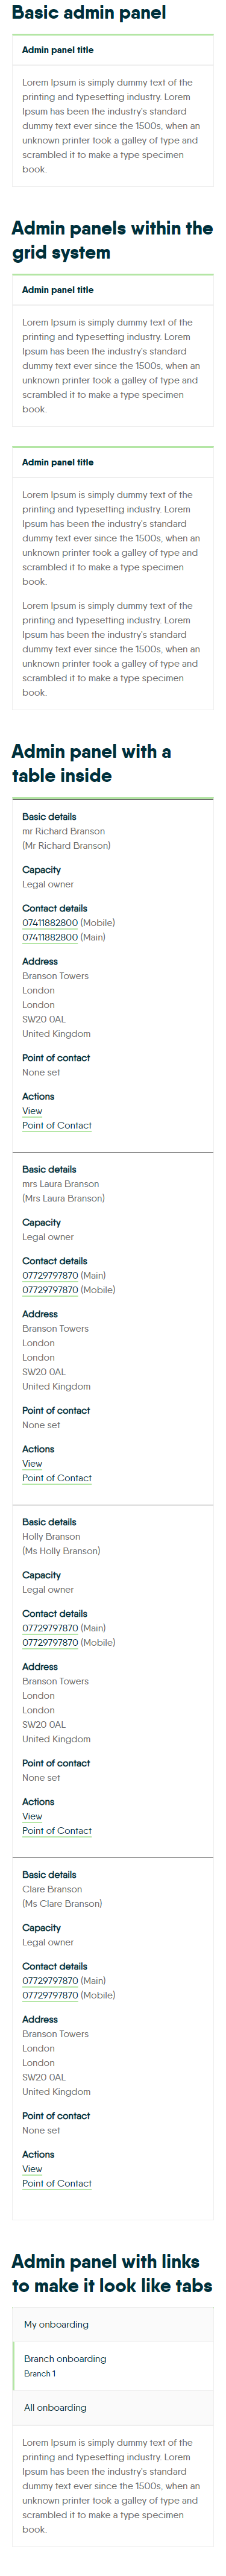 Basic admin panel
Admin panel title
Lorem Ipsum is simply dummy text of the
printing and typesetting industry. Lorem
Ipsum has been the industry's standard
dummy text ever since the 1500s, when an
unknown printer took a galley of type and
scrambled it to make a type specimen
book.
Admin panels within the
grid system
Admin panel title
Lorem Ipsum is simply dummy text of the
printing and typesetting industry. Lorem
Ipsum has been the industry's standard
dummy text ever since the 1500s, when an
unknown printer took a galley of type and
scrambled it to make a type specimen
book.
Admin panel title
Lorem Ipsum is simply dummy text of the
printing and typesetting industry. Lorem
Ipsum has been the industry's standard
dummy text ever since the 1500s, when an
unknown printer took a galley of type and
scrambled it to make a type specimen
book.
Lorem Ipsum is simply dummy text of the
printing and typesetting industry. Lorem
Ipsum has been the industry's standard
dummy text ever since the 1500s, when an
unknown printer took a galley of type and
scrambled it to make a type specimen
book.
Admin panel with a
table inside
Basic details
mr Richard Branson
(Mr Richard Branson)
Capacity
Legal owner
Contact details
07411882800 (Mobile)
07411882800 (Main)
Address
Branson Towers
London
London
SW20 0AL
United Kingdom
Point of contact
None set
Actions
View
Point of Contact
Basic details
mrs Laura Branson
(Mrs Laura Branson)
Capacity
Legal owner
Contact details
07729797870 (Main)
07729797870 (Mobile)
Address
Branson Towers
London
London
SW20 0AL
United Kingdom
Point of contact
None set
Actions
View
Point of Contact
Basic details
Holly Branson
(Ms Holly Branson)
Capacity
Legal owner
Contact details
07729797870 (Main)
07729797870 (Mobile)
Address
Branson Towers
London
London
SW20 0AL
United Kingdom
Point of contact
None set
Actions
View
Point of Contact
Basic details
Clare Branson
(Ms Clare Branson)
Capacity
Legal owner
Contact details
07729797870 (Main)
07729797870 (Mobile)
Address
Branson Towers
London
London
SW20 0AL
United Kingdom
Point of contact
None set
Actions
View
Point of Contact
Admin panel with links
to make it look like tabs
My onboarding
Branch onboarding
Branch 1
All onboarding
Lorem Ipsum is simply dummy text of the
printing and typesetting industry. Lorem
Ipsum has been the industry's standard
dummy text ever since the 1500s, when an
unknown printer took a galley of type and
scrambled it to make a type specimen
book.